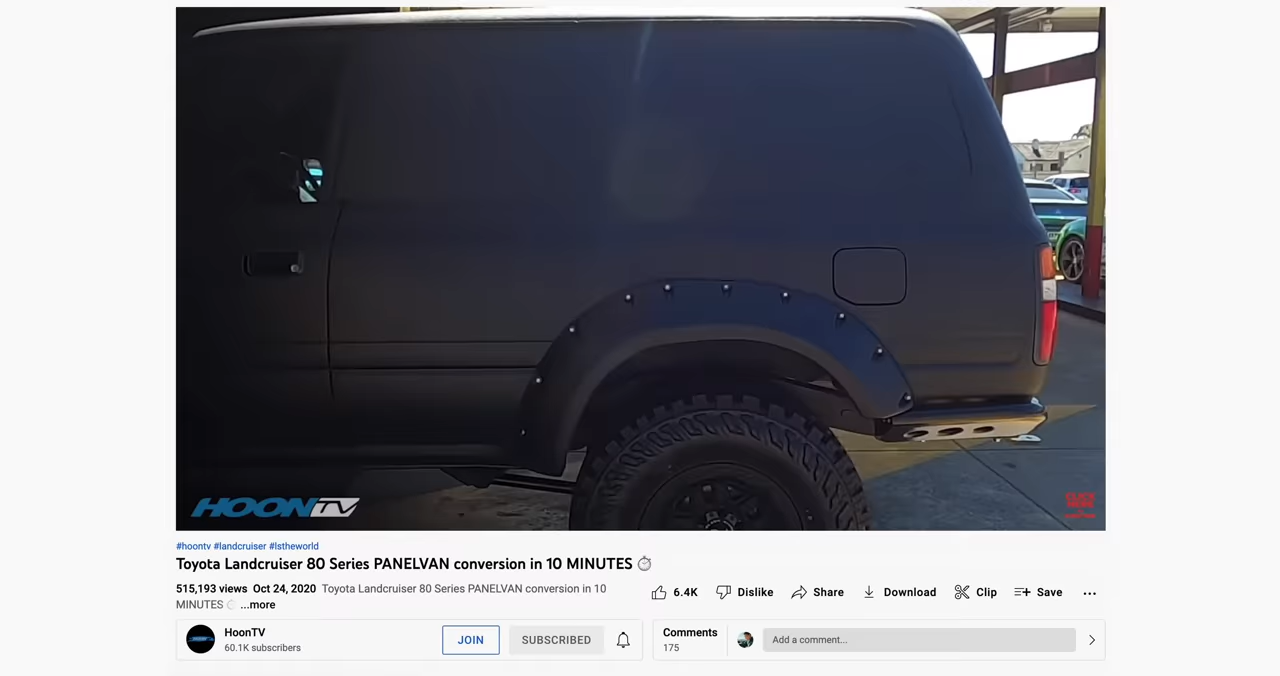 HOONTV
CLICK
HERE
#hoontv #landcruiser #lstheworld
Toyota Landcruiser 80 Series PANELVAN conversion in 10 MINUTES ⏱
515,193 views Oct 24, 2020 Toyota Landcruiser 80 Series PANELVAN conversion in 10
MINUTES ⏱ ...more
6.4K Dislike Share Download Clip Save ...
HoonTV
60.1K subscribers
JOIN
SUBSCRIBED
Comments
175
Add a comment...